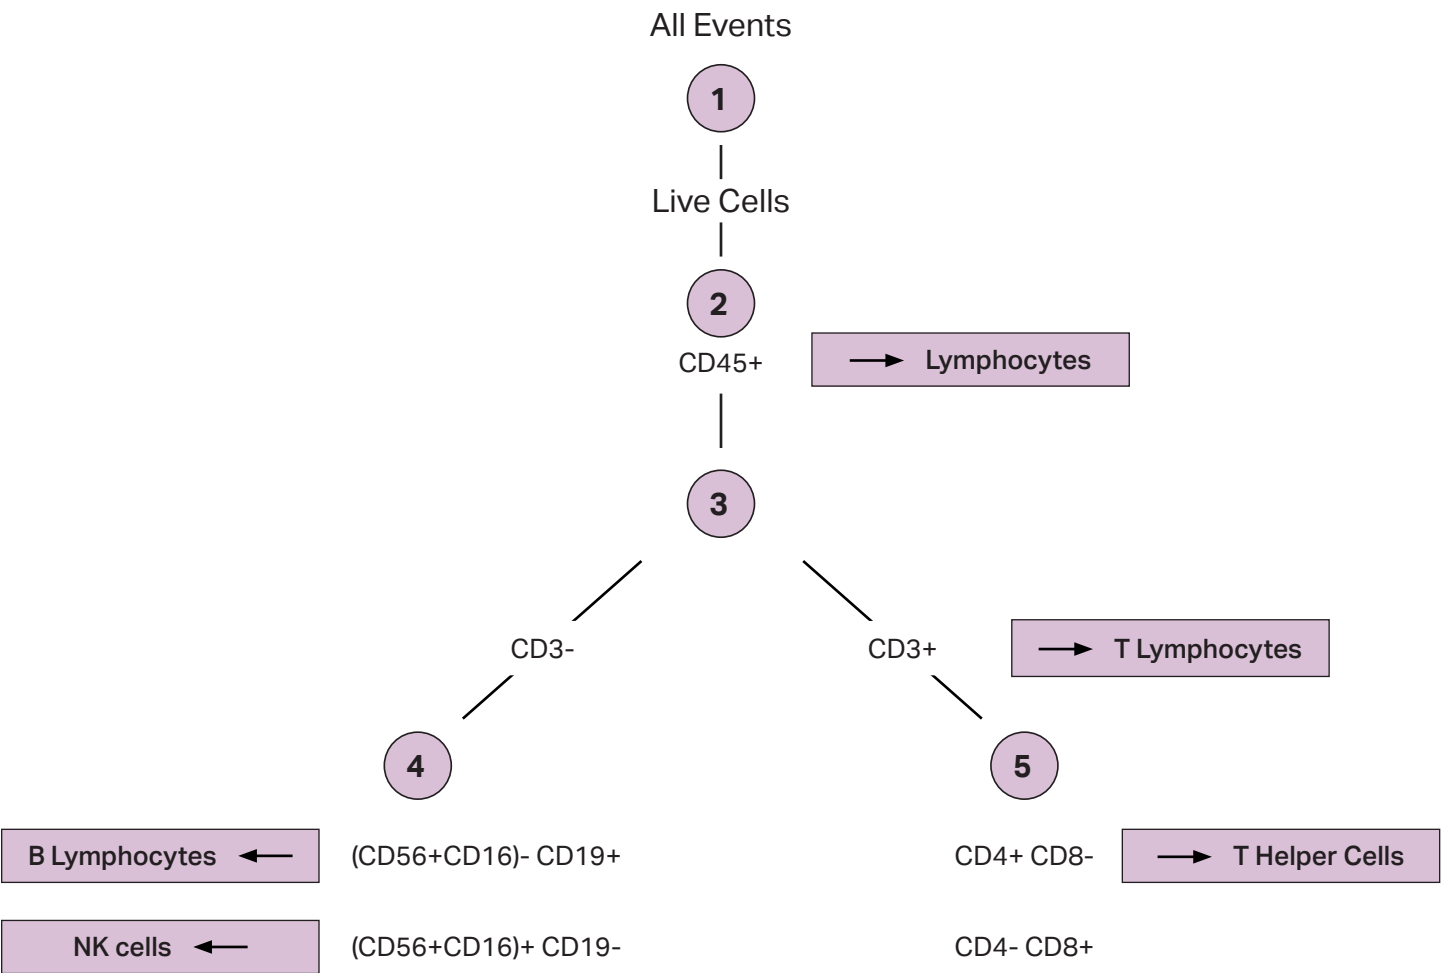 All Events
1
Live Cells
2
CD45+
Lymphocytes
3
CD3-
CD3+
T Lymphocytes
4
5
B Lymphocytes
(CD56+CD16)- CD19+
CD4+ CD8-
T Helper Cells
NK cells
(CD56+CD16)+ CD19-
CD4- CD8+